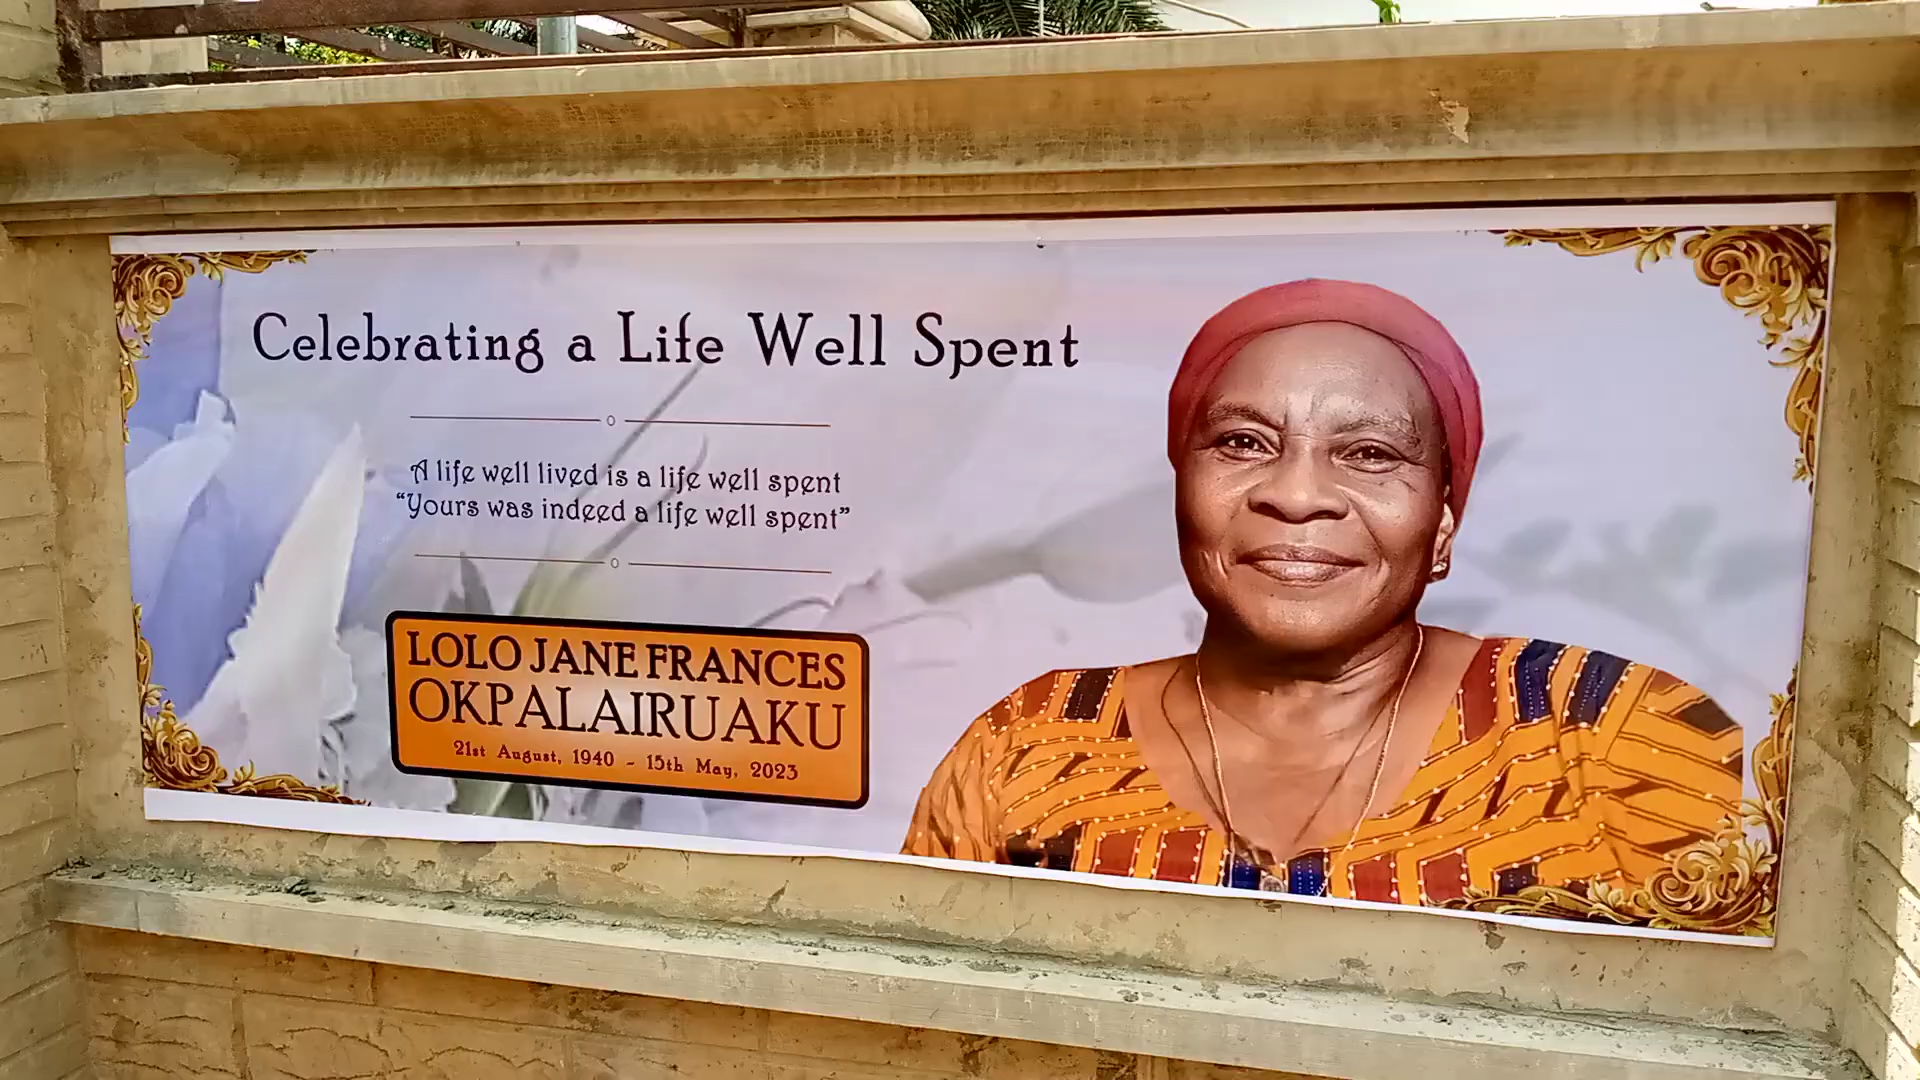 Celebrating a Life Well Spent
A life well lived is a life well spent
“Yours was indeed a life well spent”
LOLO JANE FRANCES
OKPALAIRUAKU
21st August, 1940 - 15th May, 2023